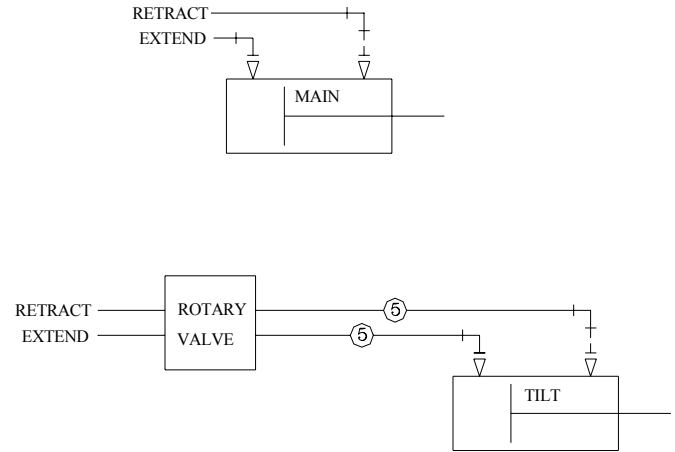 RETRACT
EXTEND
MAIN
RETRACT
ROTARY
5
EXTEND
VALVE
5
TILT